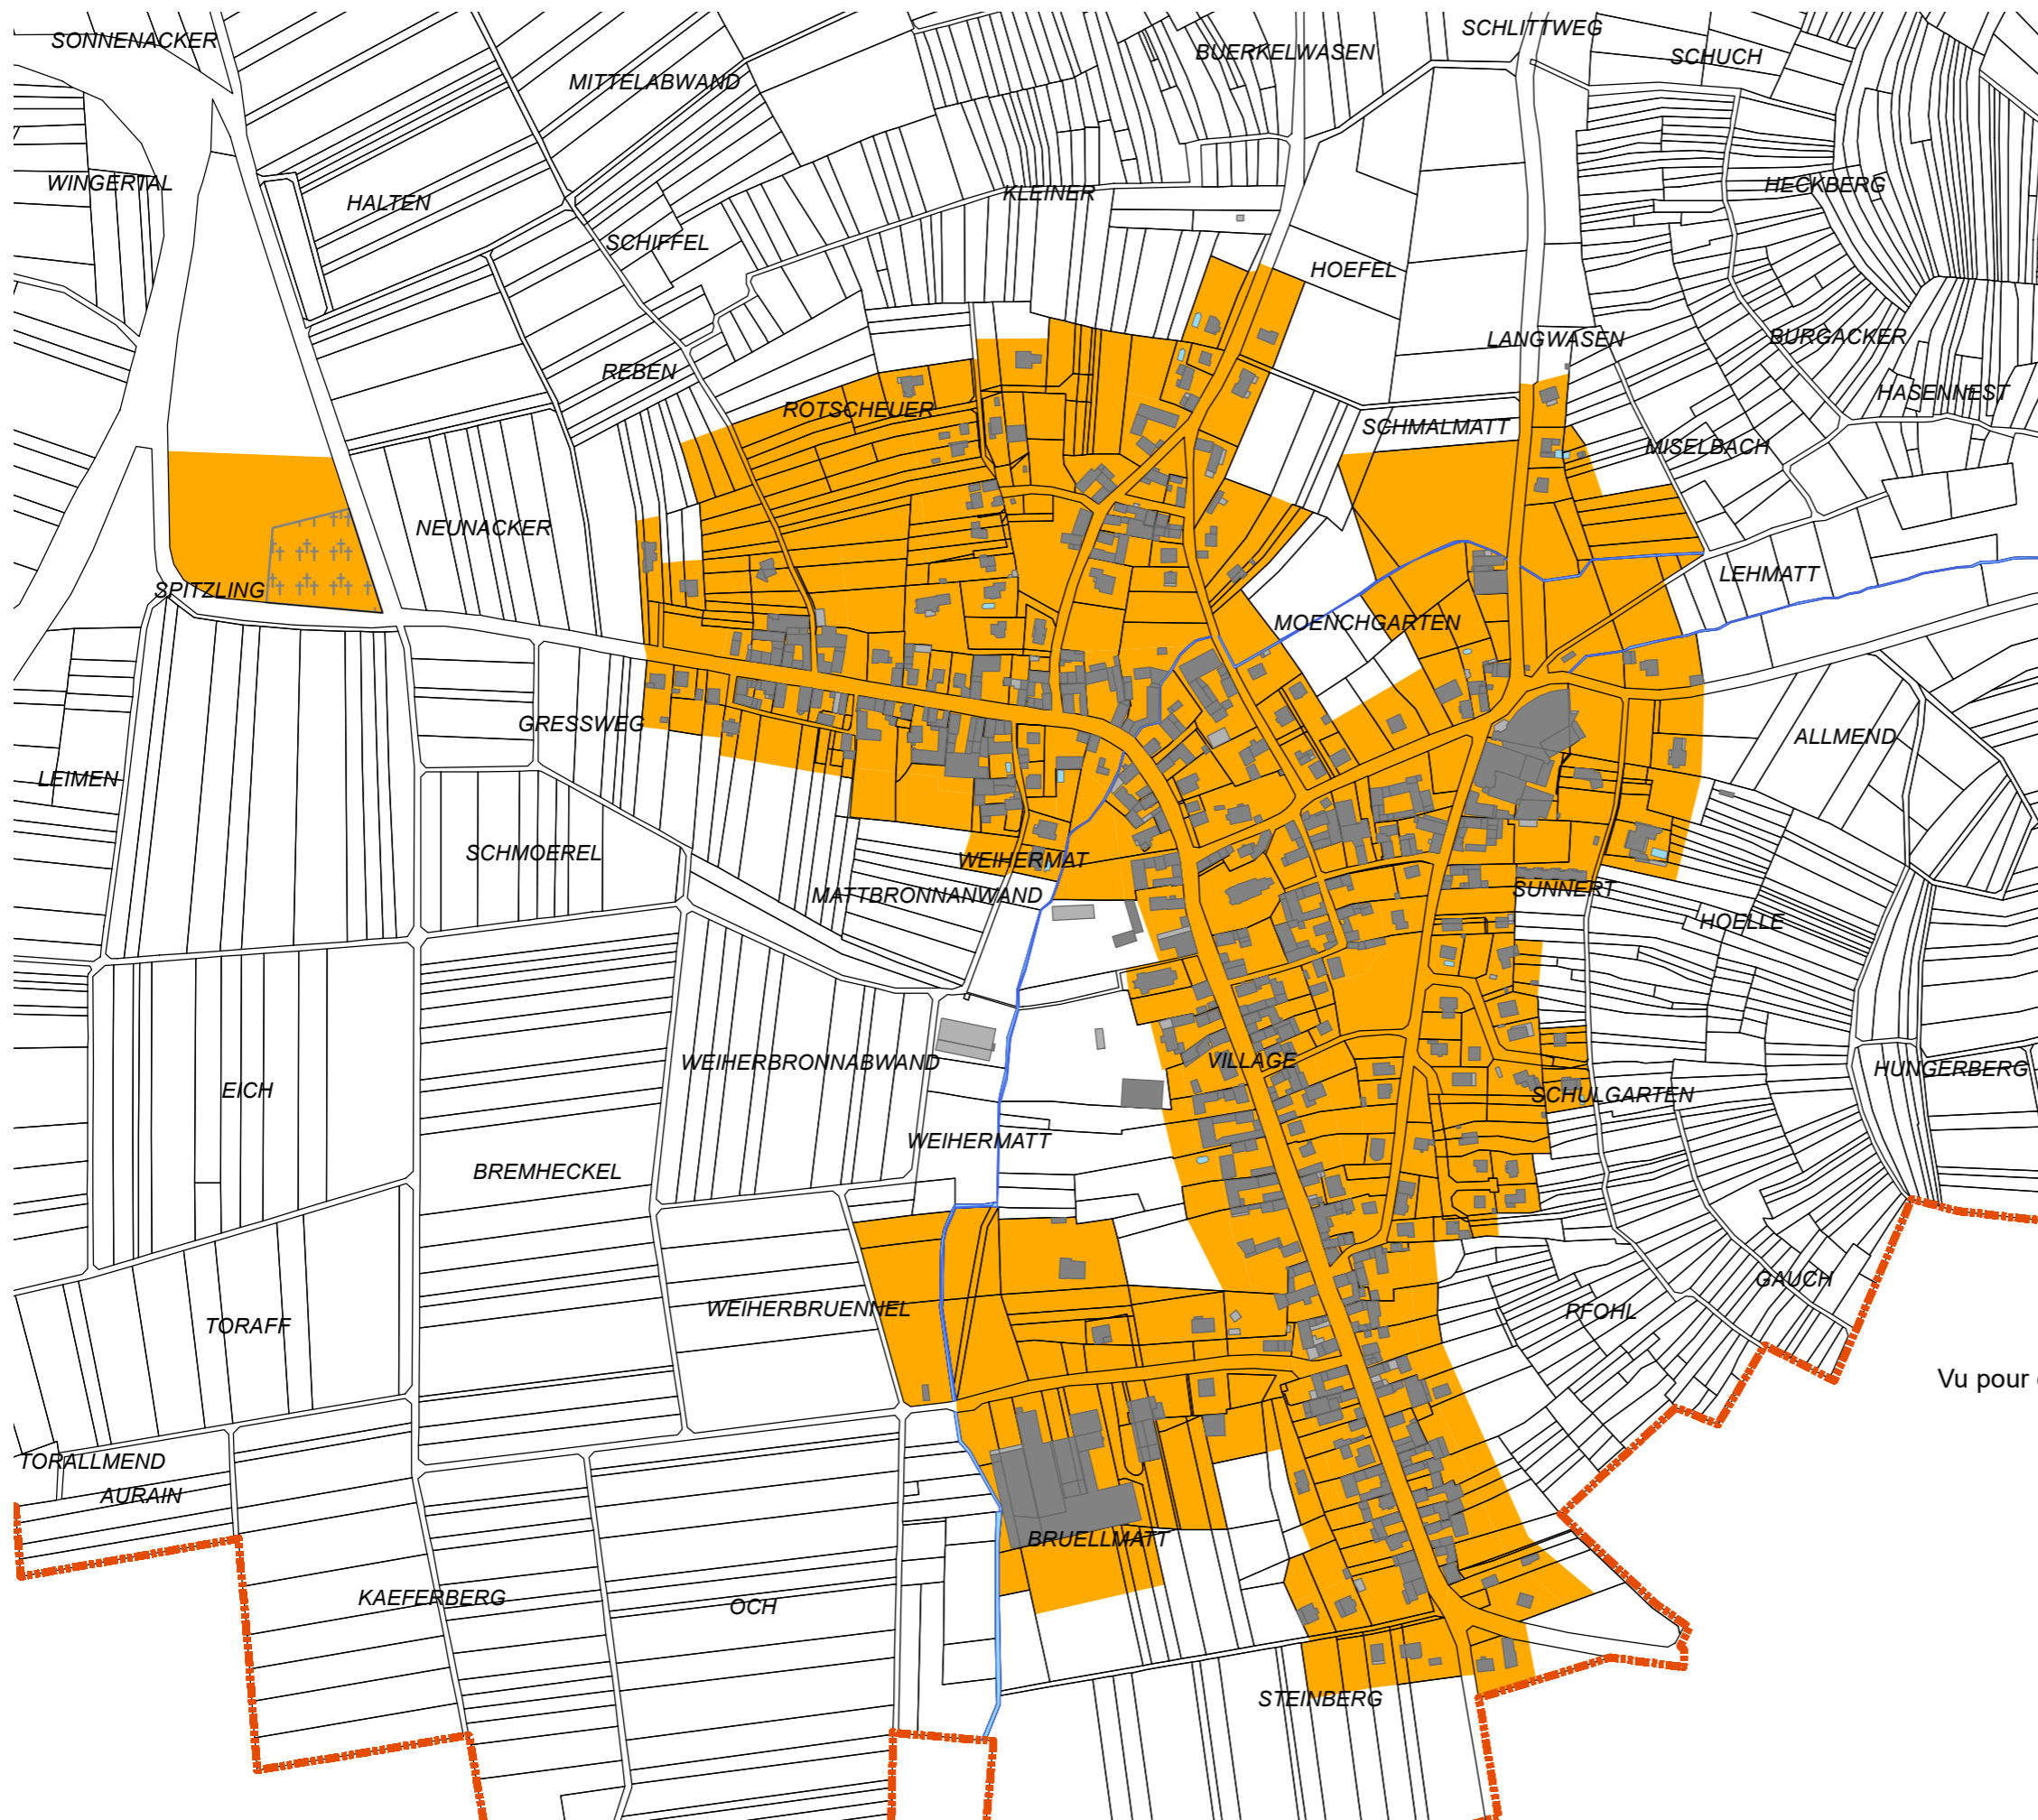 SCHLITTWEG
SONNENACKER
BUERKELWASEN
SCHUCH
MITTELABWAND
WINGERTAL
HECKBERG
KLEINER
HALTEN
SCHIFFEL
HOEFEL
LANGWASEN
BURGACKER
REBEN
HASENNEST
ROTSCHEUER
SCHMALMATT
MISELBACH
NEUNACKER
LEHMATT
SPITZLING
MOENCHGARTEN
GRESSWEG
ALLMEND
LEIMEN
SCHMOEREL
WEIHERMAT
SUNNERT
MATTBRONNANWAND
HOELLE
VILLAGE
WEIHERBRONNABWAND
HUNGERBERG
EICH
SCHULGARTEN
WEIHERMATT
BREMHECKEL
GAUCH
WEIHERBRUENNEL
PFOHL
TORAFF
Vu pour
TORALLMEND
AURAIN
BRUELLMATT
KAEFERBERG
OCH
STEINBERG